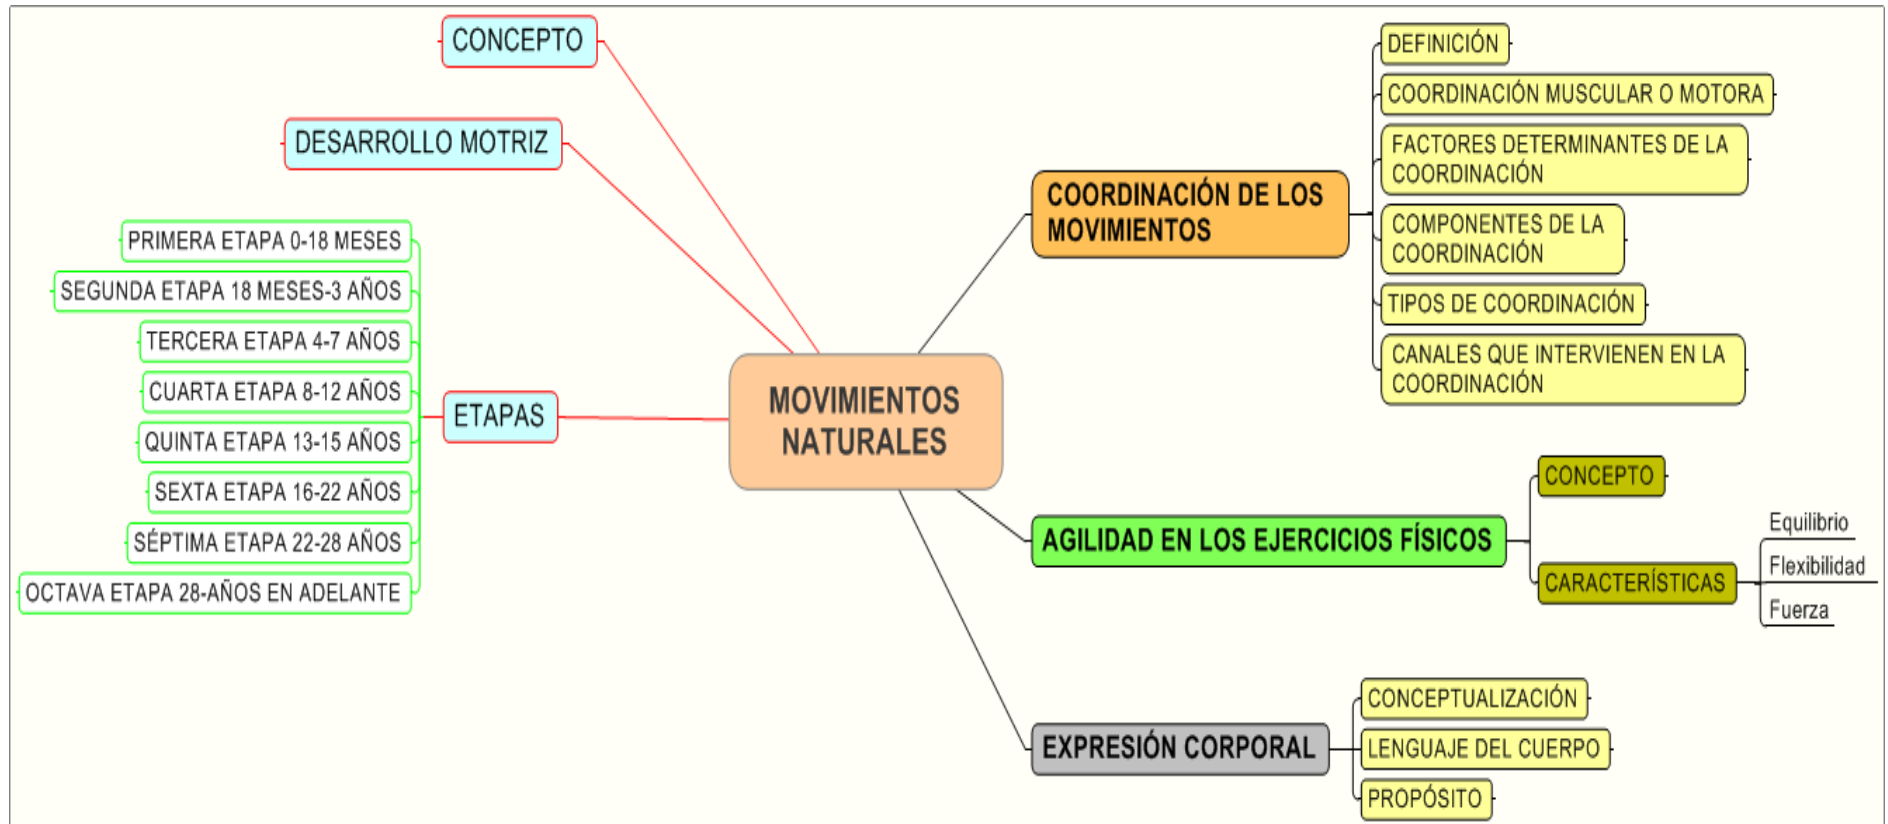 CONCEPTO
DESARROLLO MOTRIZ
ETAPAS
PRIMERA ETAPA 0-18 MESES
SEGUNDA ETAPA 18 MESES-3 AÑOS
TERCERA ETAPA 4-7 AÑOS
CUARTA ETAPA 8-12 AÑOS
QUINTA ETAPA 13-15 AÑOS
SEXTA ETAPA 16-22 AÑOS
SÉPTIMA ETAPA 22-28 AÑOS
OCTAVA ETAPA 28-AÑOS EN ADELANTE
MOVIMIENTOS
NATURALES
COORDINACIÓN DE LOS
MOVIMIENTOS
DEFINICIÓN
COORDINACIÓN MUSCULAR O MOTORA
FACTORES DETERMINANTES DE LA
COORDINACIÓN
COMPONENTES DE LA
COORDINACIÓN
TIPOS DE COORDINACIÓN
CANALES QUE INTERVIENEN EN LA
COORDINACIÓN
AGILIDAD EN LOS EJERCICIOS FÍSICOS
CONCEPTO
CARACTERÍSTICAS
Equilibrio
Flexibilidad
Fuerza
EXPRESIÓN CORPORAL
CONCEPTUALIZACIÓN
LENGUAJE DEL CUERPO
PROPÓSITO